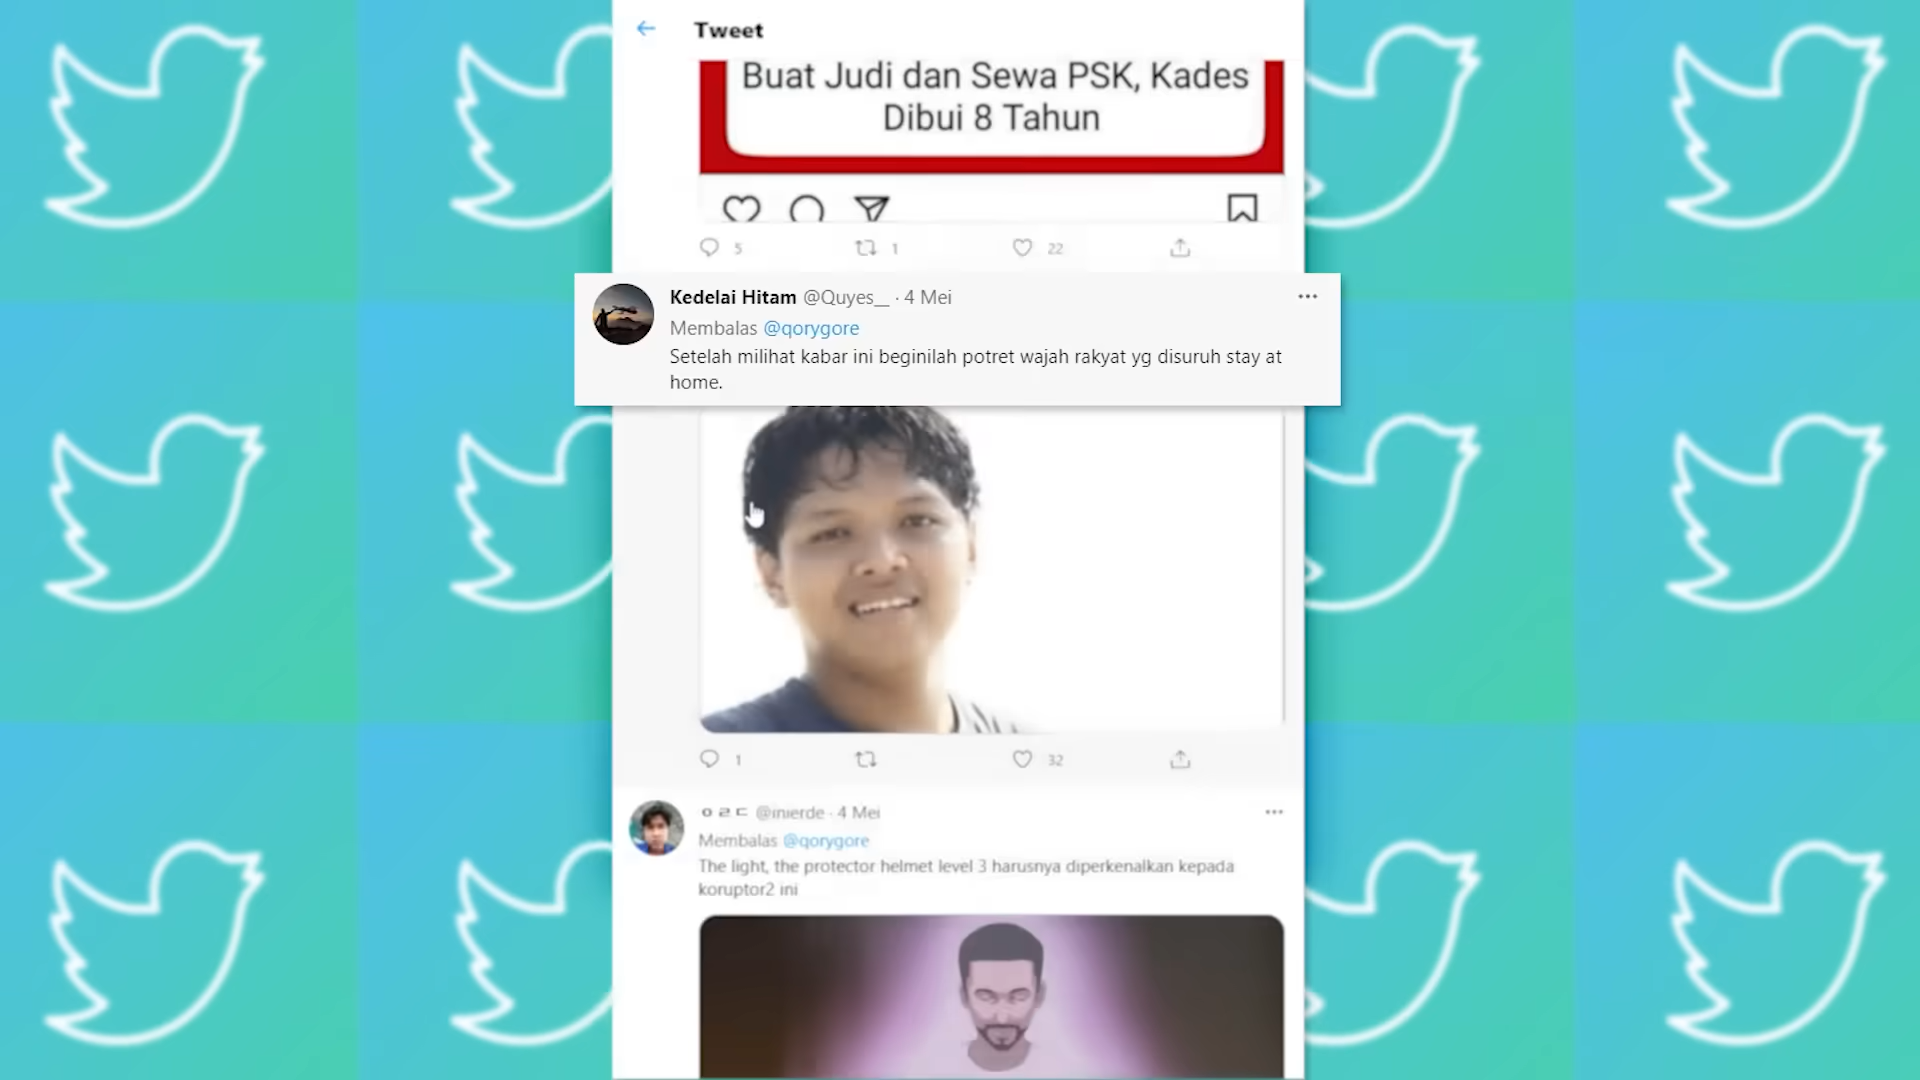 Tweet
Buat Judi dan Sewa PSK, Kades
Dibui 8 Tahun
5 1 22
Kedelai Hitam @Quyes__ · 4 Mei
Membalas @qorygore
Setelah milihat kabar ini beginilah potret wajah rakyat yg disuruh stay at
home.
1 32
ㅇㄹㄷ @inierde · 4 Mei
Membalas @qorygore
The light, the protector helmet level 3 harusnya diperkenalkan kepada
koruptor2 ini